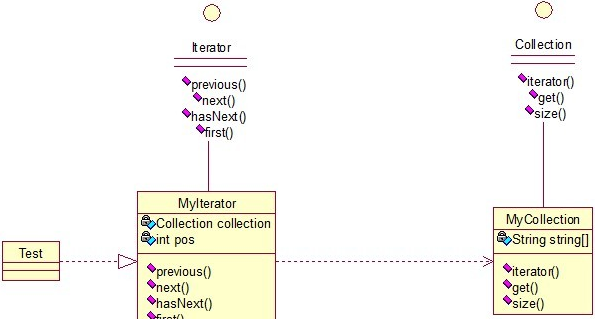 Iterator
previous()
next()
hasNext()
first()
Collection
iterator()
get()
size()
MyIterator
Collection collection
int pos
previous()
next()
hasNext()
first()
MyCollection
String string[]
iterator()
get()
size()
Test